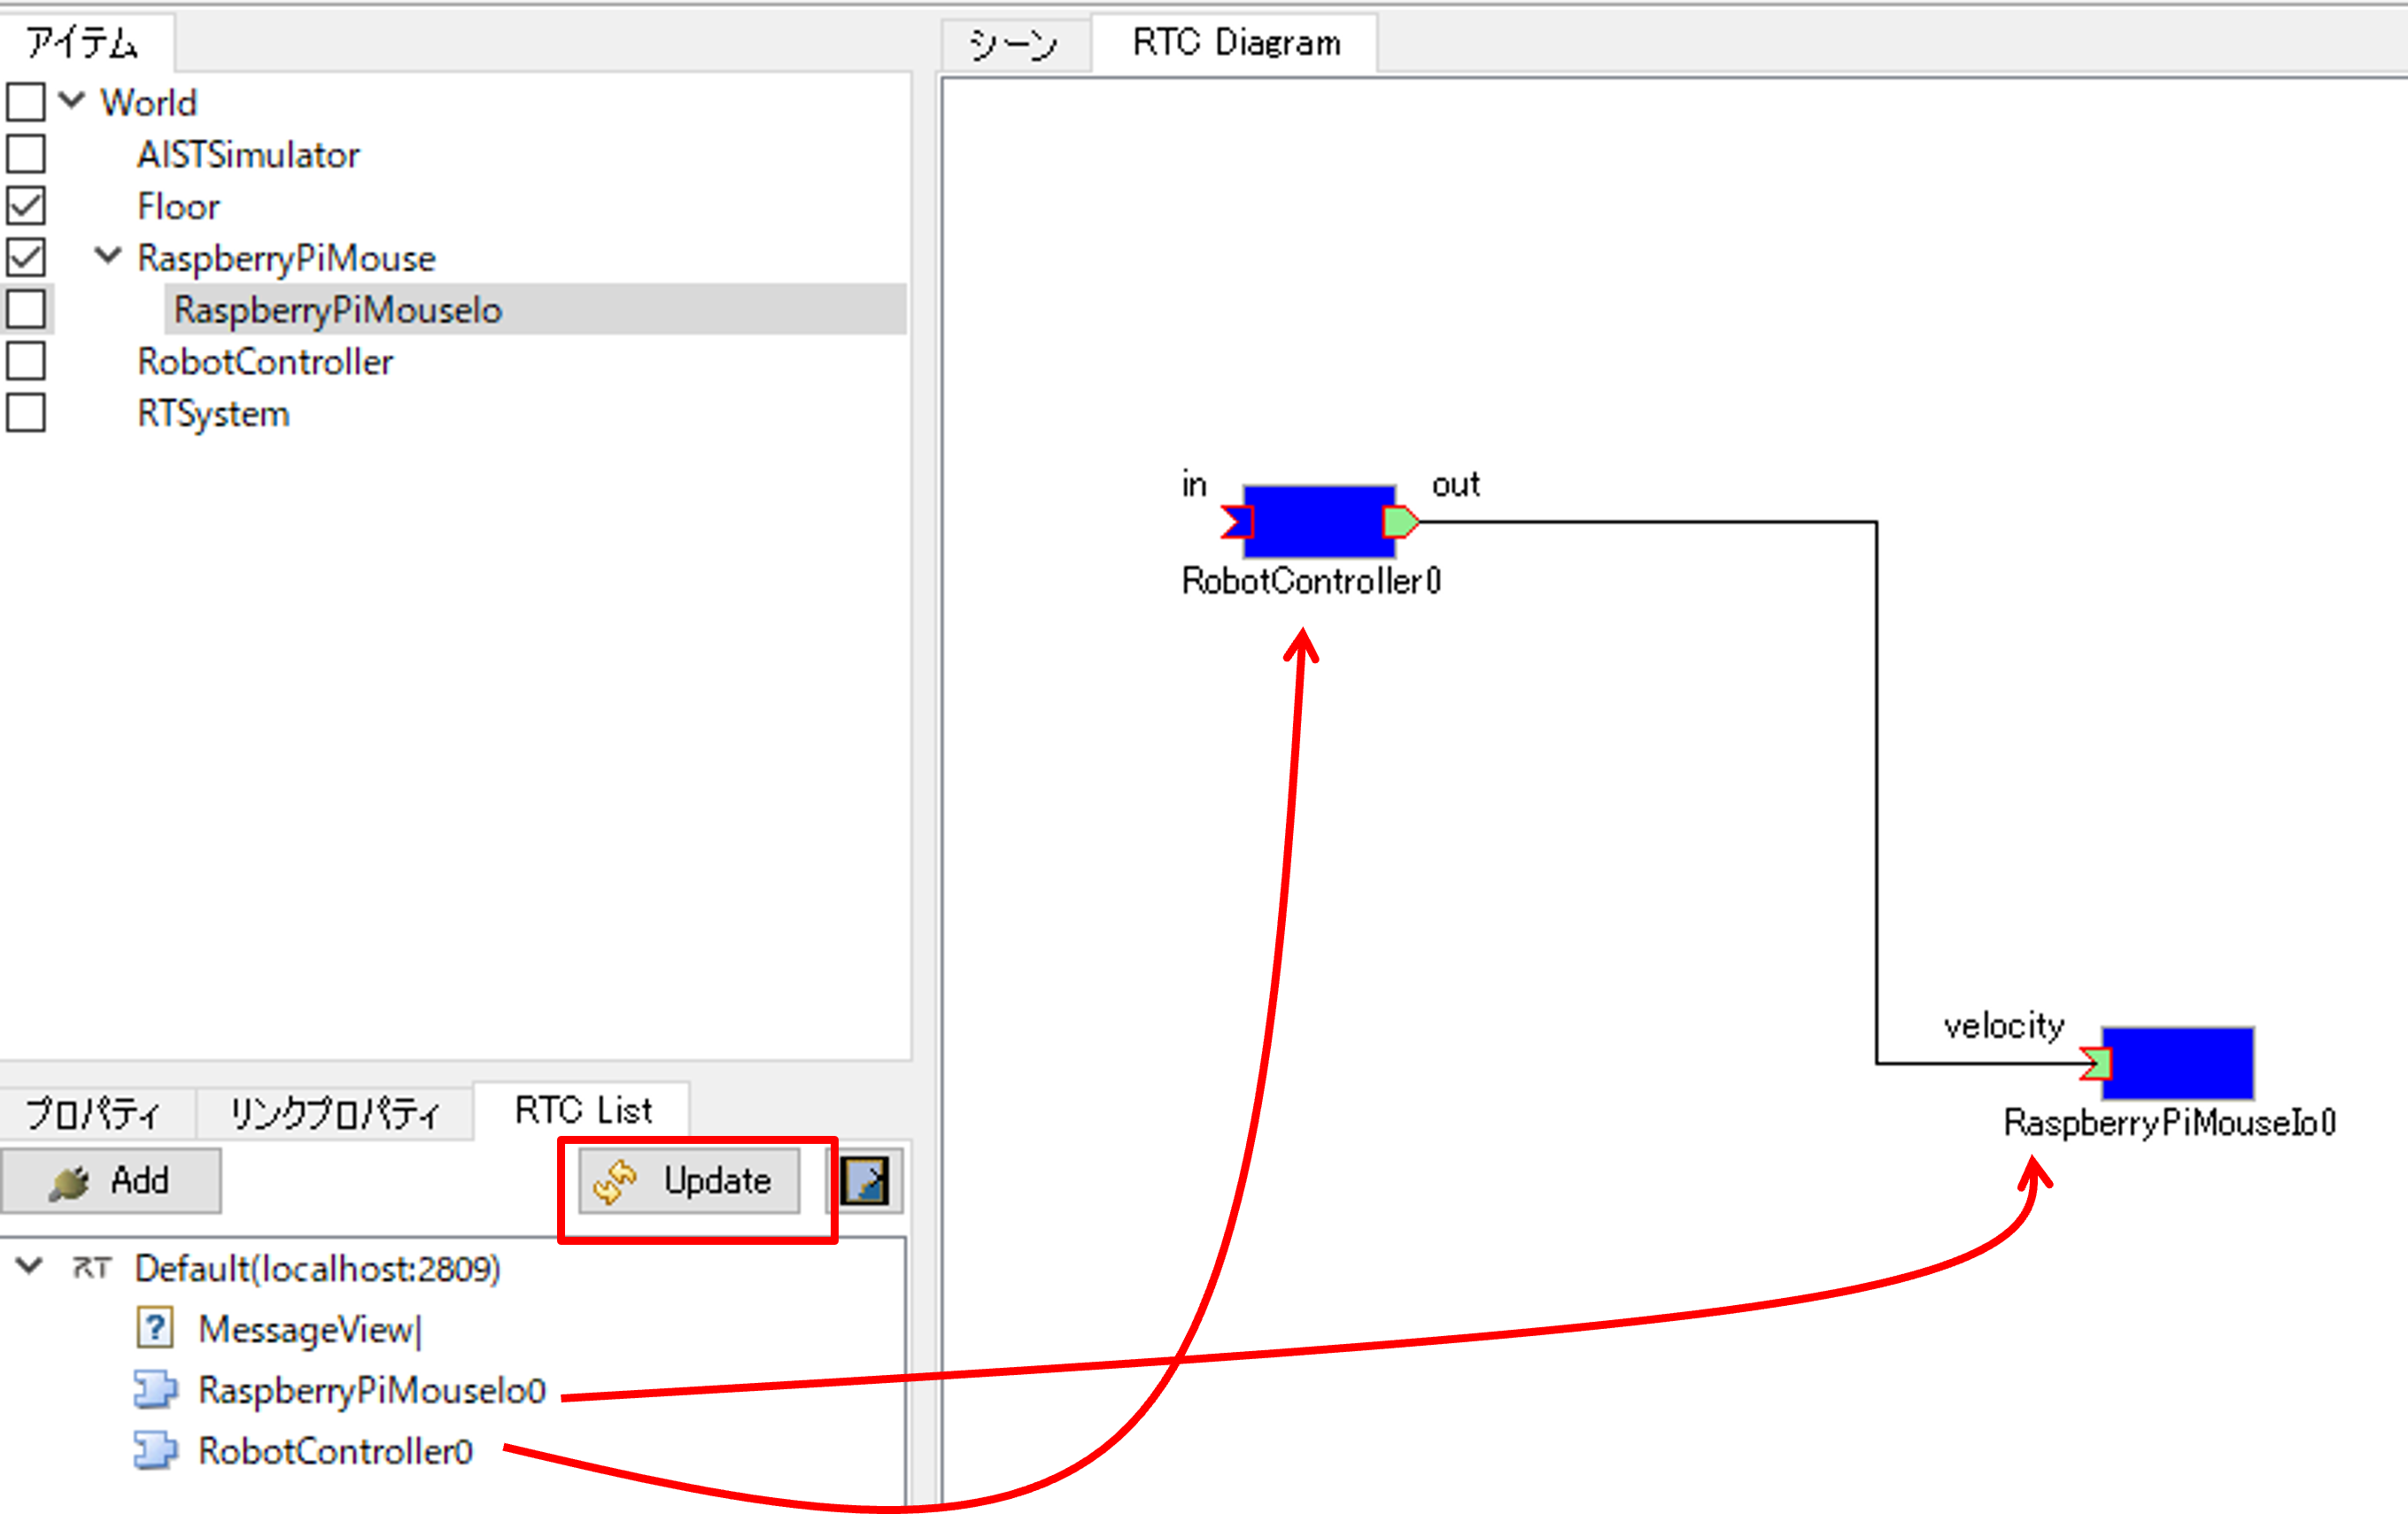 アイテム
World
AISTSimulator
Floor
RaspberryPiMouse
RaspberryPiMouseIo
RobotController
RTSystem
プロパティ
リンクプロパティ
RTC List
Add
Update
RT Default(localhost:2809)
? MessageView|
RaspberryPiMouseIo0
RobotController0
シーン
RTC Diagram
in
out
RobotController0
velocity
RaspberryPiMouseIo0